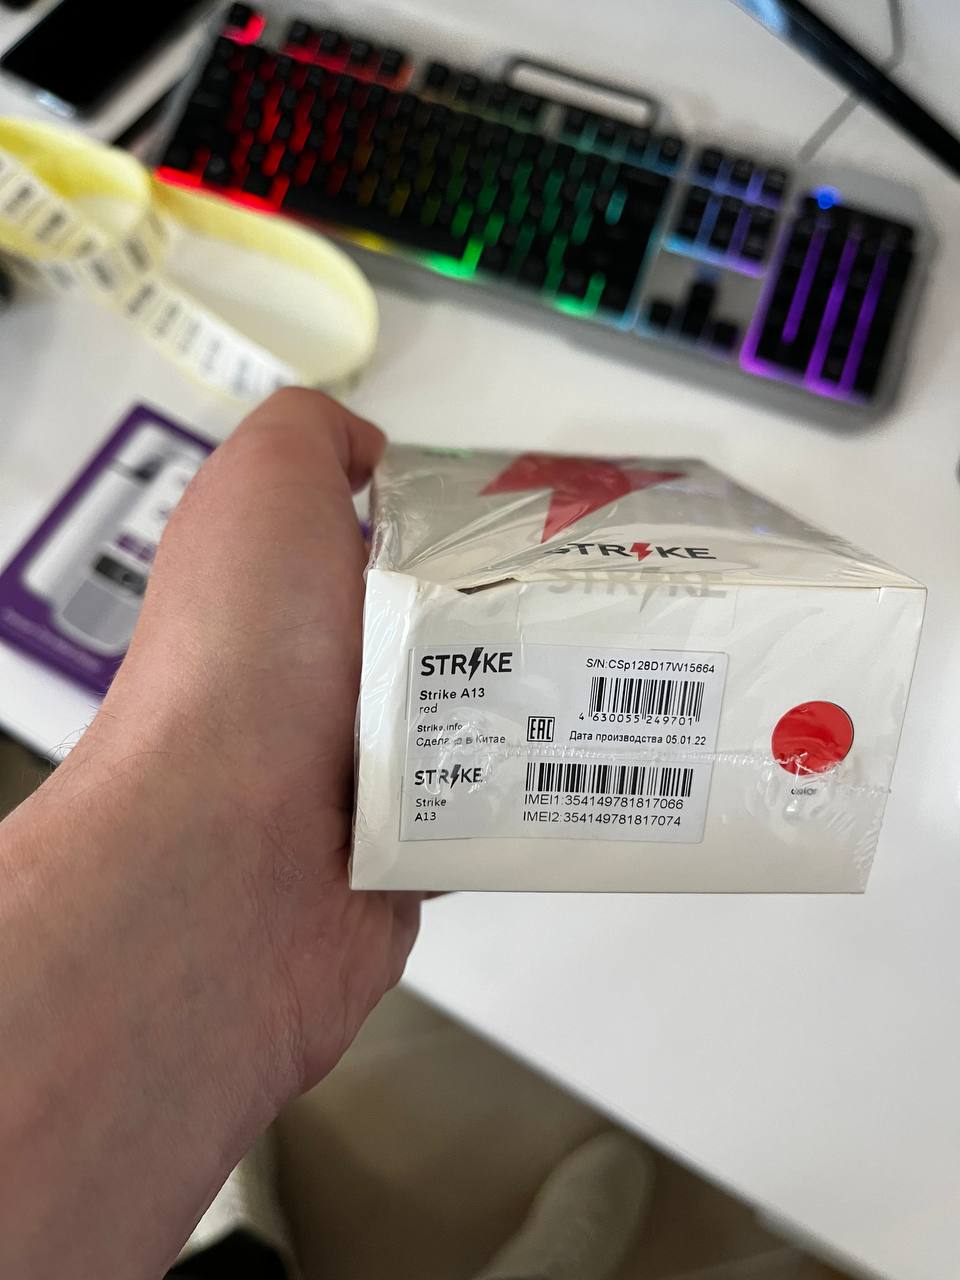 STRIKE
STRIKE
S/N:CSp128D17W15664
Strike A13
red
4 630055 249701
Strike.info
Сделано в Китае
EAC
Дата производства 05.01.22
STRIKE
Strike
A13
IMEI1:354149781817066
IMEI2:354149781817074
color